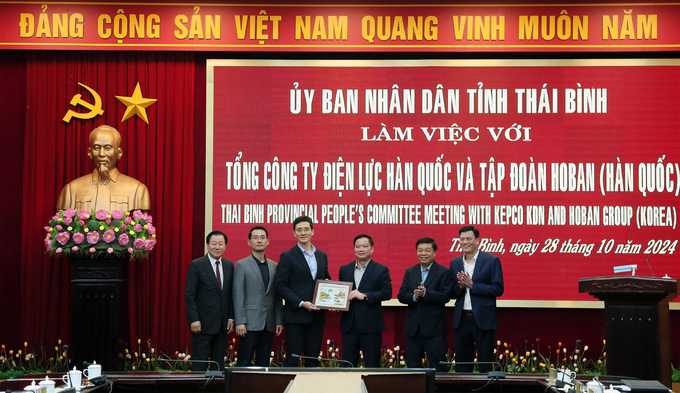 ĐẢNG CỘNG SẢN VIỆT NAM QUANG VINH MUÔN NĂM
ỦY BAN NHÂN DÂN TỈNH THÁI BÌNH
LÀM VIỆC VỚI
TỔNG CÔNG TY ĐIỆN LỰC HÀN QUỐC VÀ TẬP ĐOÀN HOBAN (HÀN QUỐC)
THAI BINH PROVINCIAL PEOPLE'S COMMITTEE MEETING WITH KEPCO KDN AND HOBAN GROUP (KOREA)
Bình, ngày 28 tháng 10 năm 2024